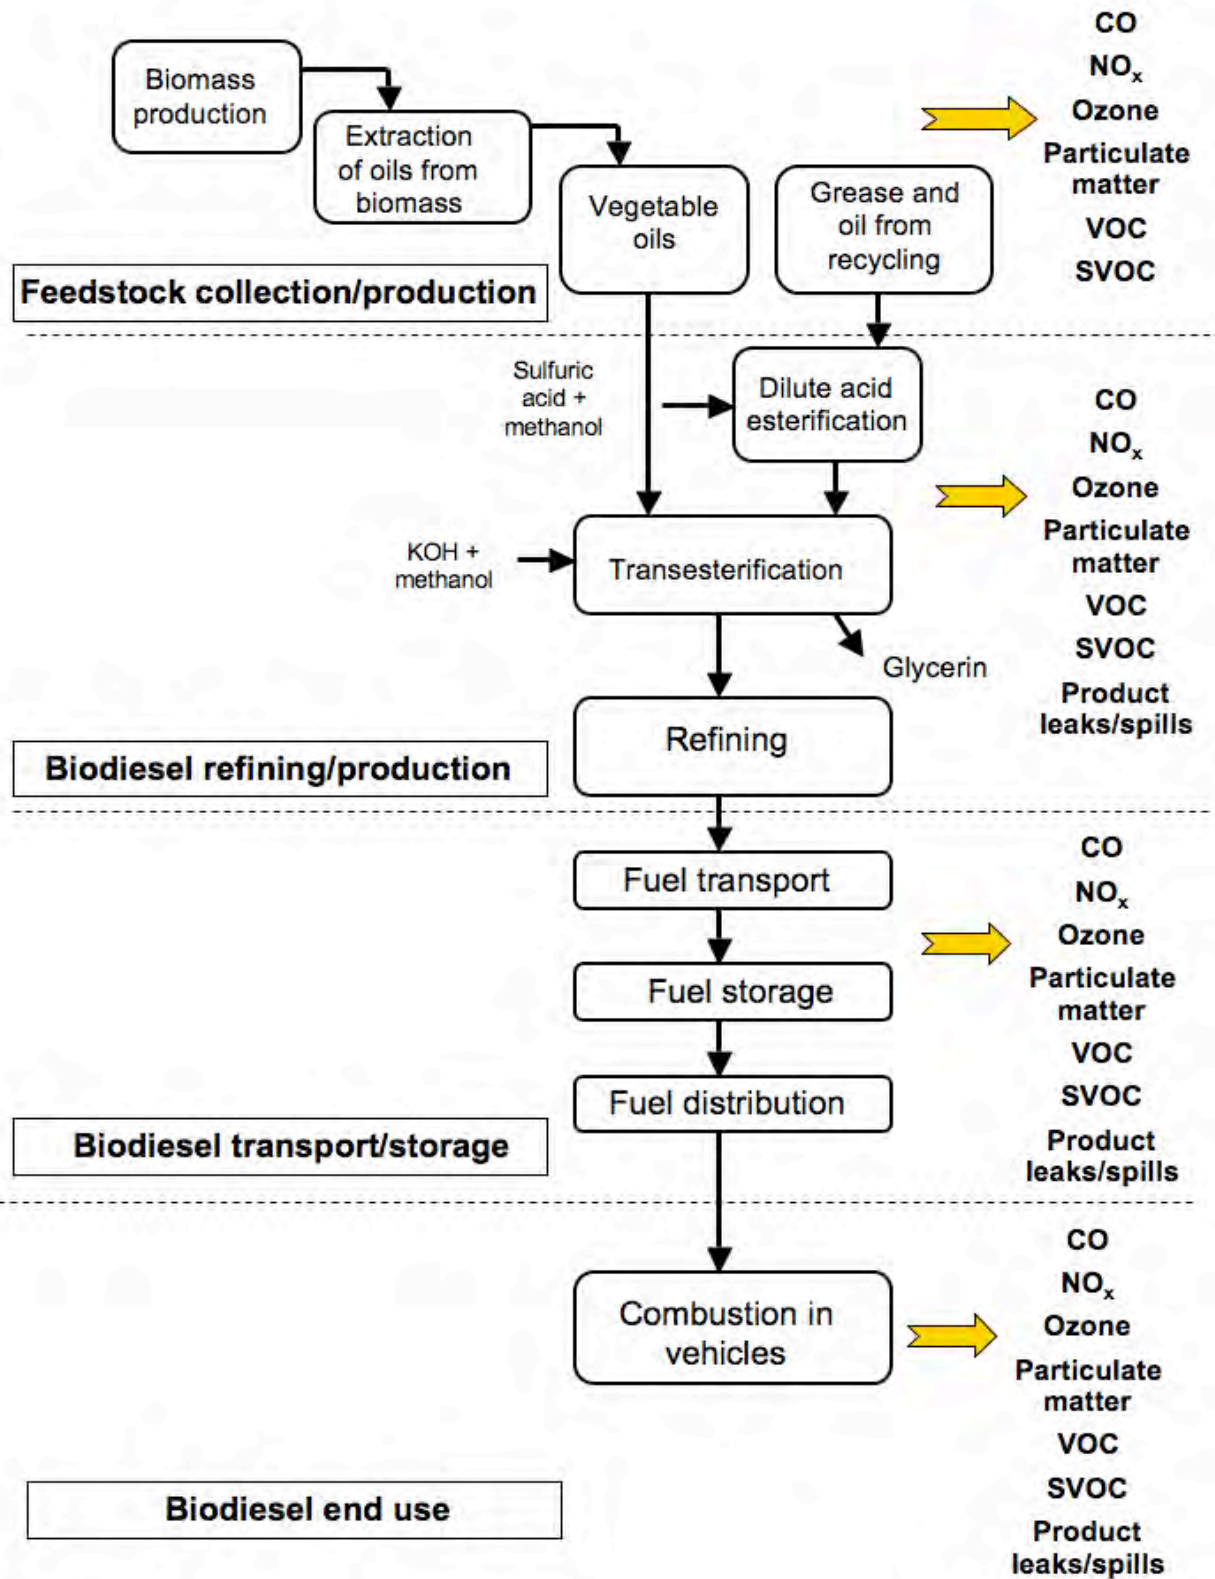 Biomass
production
Extraction
of oils from
biomass
Vegetable
oils
Grease and
oil from
recycling
CO
NOx
Ozone
Particulate
matter
VOC
SVOC
Feedstock collection/production
Sulfuric
acid +
methanol
Dilute acid
esterification
KOH +
methanol
Transesterification
Glycerin
Refining
CO
NOx
Ozone
Particulate
matter
VOC
SVOC
Product
leaks/spills
Biodiesel refining/production
Fuel transport
Fuel storage
Fuel distribution
CO
NOx
Ozone
Particulate
matter
VOC
SVOC
Product
leaks/spills
Biodiesel transport/storage
Combustion in
vehicles
CO
NOx
Ozone
Particulate
matter
VOC
SVOC
Product
leaks/spills
Biodiesel end use